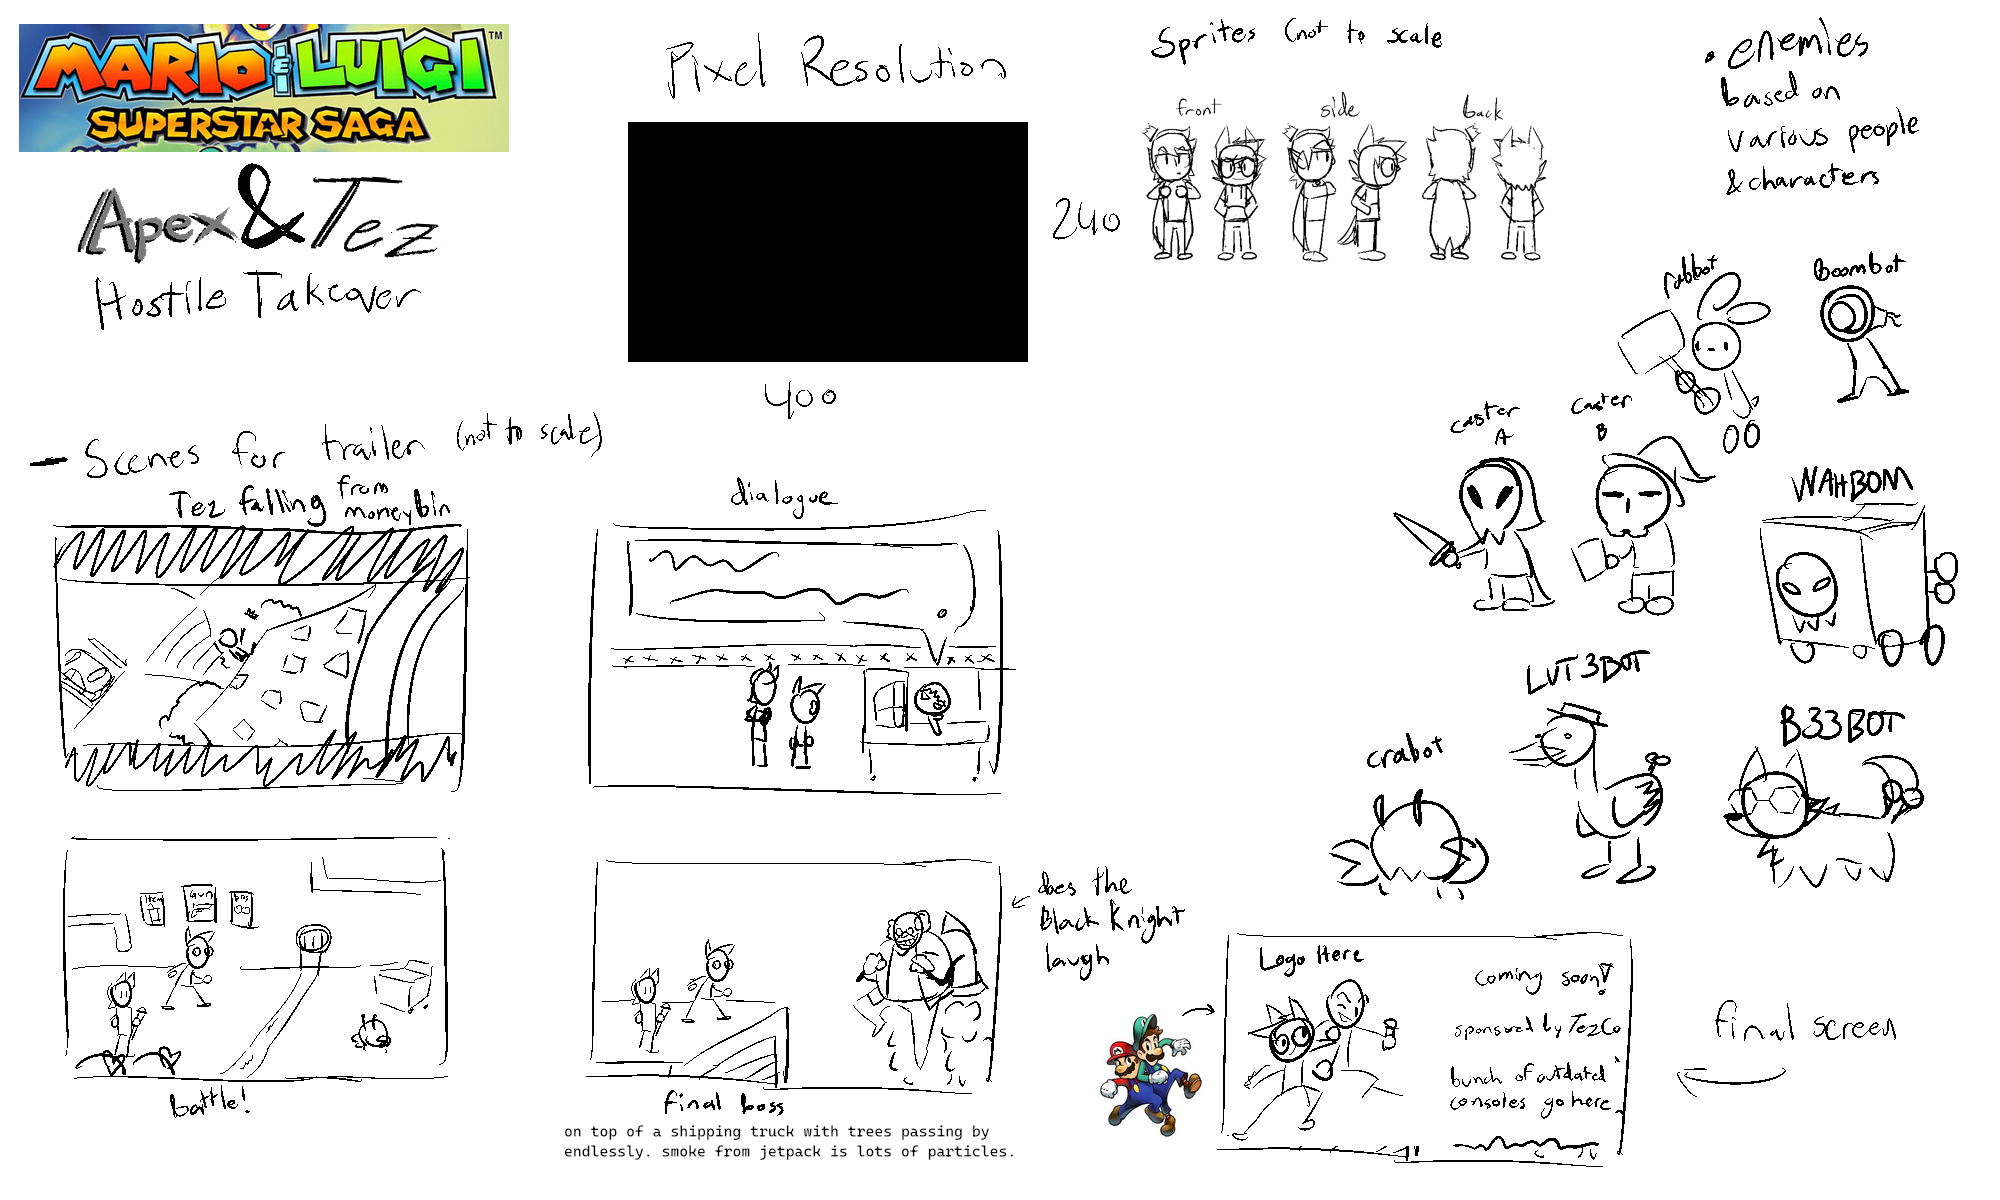 MARIO & LUIGI™
SUPERSTAR SAGA
Apex & Tez
Hostile Takeover
Pixel Resolution
240
400
Sprites (not to scale
front
side
back
• enemies
based on
various people
& characters
rabbot
Boombot
caster
A
caster
B
WAHBOM
LUT3BOT
B33BOT
crabot
- Scenes for trailer (not to scale)
Tez falling from
moneybin
dialogue
Item
Gun
Battle!
final boss
on top of a shipping truck with trees passing by
endlessly. smoke from jetpack is lots of particles.
does the
Black Knight
laugh
Logo Here
coming soon!
sponsured by TezCo
bunch of outdated
consoles go here
final screen